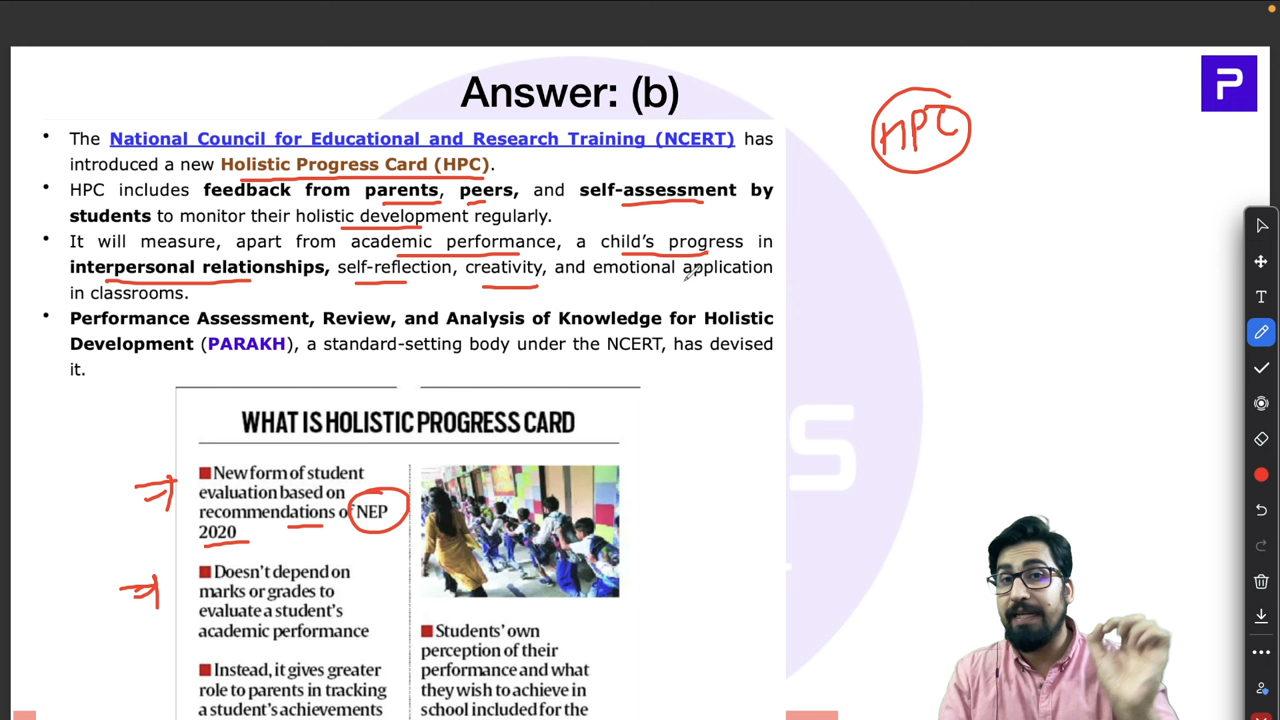 Answer: (b)
P
HPC
• The National Council for Educational and Research Training (NCERT) has
introduced a new Holistic Progress Card (HPC).
• HPC includes feedback from parents, peers, and self-assessment by
students to monitor their holistic development regularly.
• It will measure, apart from academic performance, a child’s progress in
interpersonal relationships, self-reflection, creativity, and emotional application
in classrooms.
• Performance Assessment, Review, and Analysis of Knowledge for Holistic
Development (PARAKH), a standard-setting body under the NCERT, has devised
it.
WHAT IS HOLISTIC PROGRESS CARD
New form of student
evaluation based on
recommendations of NEP
2020
Doesn’t depend on
marks or grades to
evaluate a student’s
academic performance
Instead, it gives greater
role to parents in tracking
a student’s achievements
Students’ own
perception of their
performance and what
they wish to achieve in
school included for the
S
T